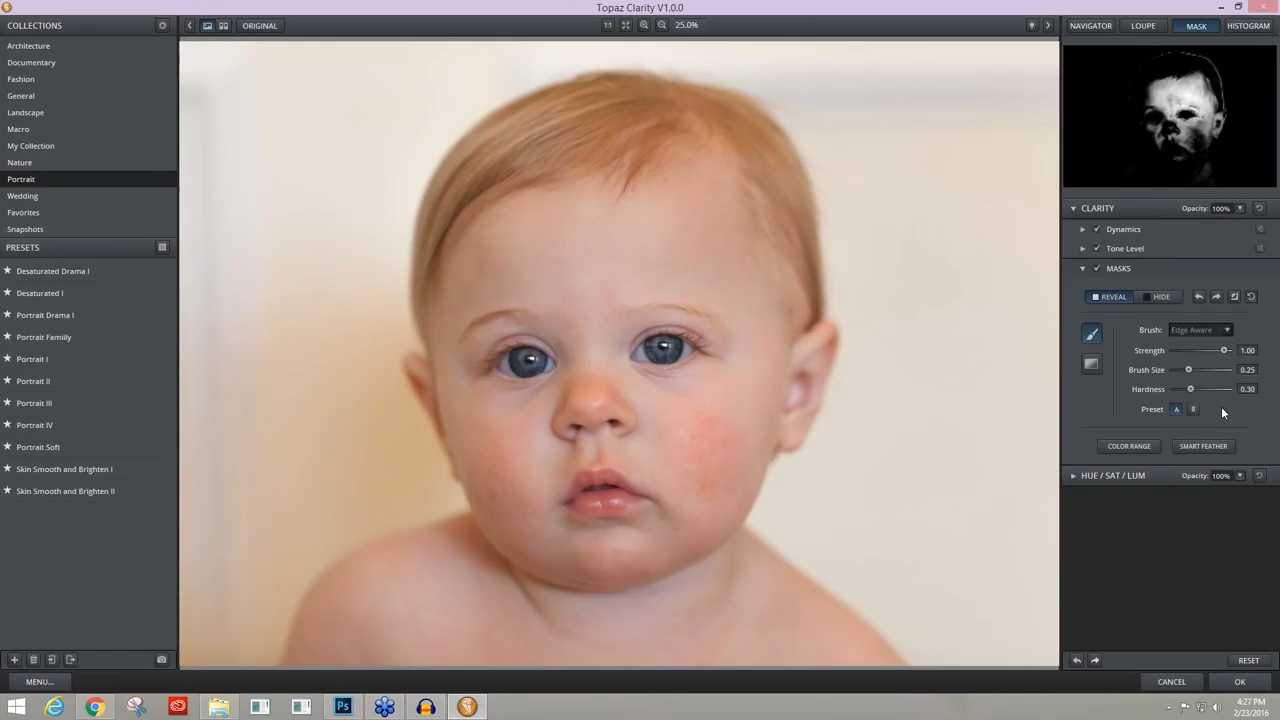 Topaz Clarity V1.0.0
COLLECTIONS
ORIGINAL
1:1
25.0%
NAVIGATOR
LOUPE
MASK
HISTOGRAM
Architecture
Documentary
Fashion
General
Landscape
Macro
My Collection
Nature
Portrait
Wedding
Favorites
Snapshots
PRESETS
Desaturated Drama I
Desaturated I
Portrait Drama I
Portrait Famiily
Portrait I
Portrait II
Portrait III
Portrait IV
Portrait Soft
Skin Smooth and Brighten I
Skin Smooth and Brighten II
MENU...
CLARITY Opacity: 100%
Dynamics
Tone Level
MASKS
REVEAL HIDE
Brush: Edge Aware
Strength 1.00
Brush Size 0.25
Hardness 0.30
Preset A B
COLOR RANGE SMART FEATHER
HUE / SAT / LUM Opacity: 100%
RESET
CANCEL OK
Ps
4:27 PM
2/23/2016